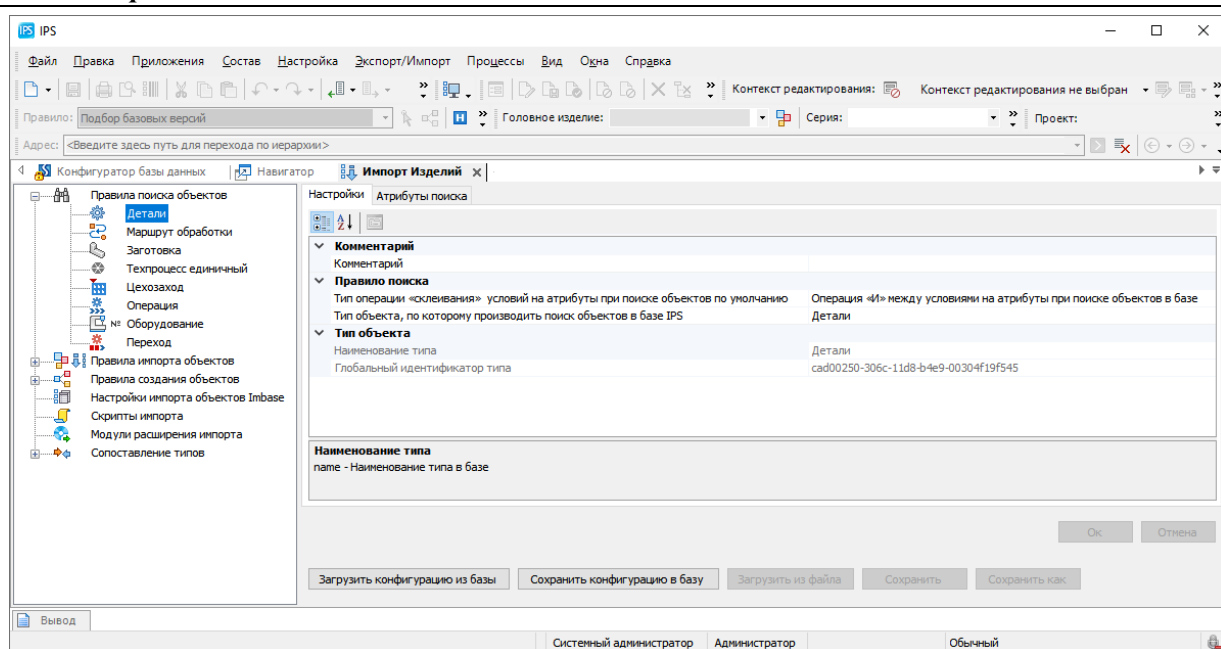 IPS
Файл Правка Приложения Состав Настройка Экспорт/Импорт Процессы Вид Окна Справка
Контекст редактирования: Контекст редактирования не выбран
Правило: Подбор базовых версий Головное изделие: Серия: Проект:
Адрес: <Введите здесь путь для перехода по иерархии>
Конфигуратор базы данных Навигатор Импорт Изделий
Правила поиска объектов
Детали
Маршрут обработки
Заготовка
Техпроцесс единичный
Цехозаход
Операция
№ Оборудование
Переход
Правила импорта объектов
Правила создания объектов
Настройки импорта объектов Imbase
Скрипты импорта
Модули расширения импорта
Сопоставление типов
Настройки Атрибуты поиска
Комментарий
Комментарий
Правило поиска
Тип операции «склеивания» условий на атрибуты при поиске объектов по умолчанию Операция «И» между условиями на атрибуты при поиске объектов в базе
Тип объекта, по которому производить поиск объектов в базе IPS Детали
Тип объекта
Наименование типа Детали
Глобальный идентификатор типа cad00250-306c-11d8-b4e9-00304f19f545
Наименование типа
name - Наименование типа в базе
Ок Отмена
Загрузить конфигурацию из базы Сохранить конфигурацию в базу Загрузить из файла Сохранить Сохранить как
Вывод
Системный администратор Администратор Обычный